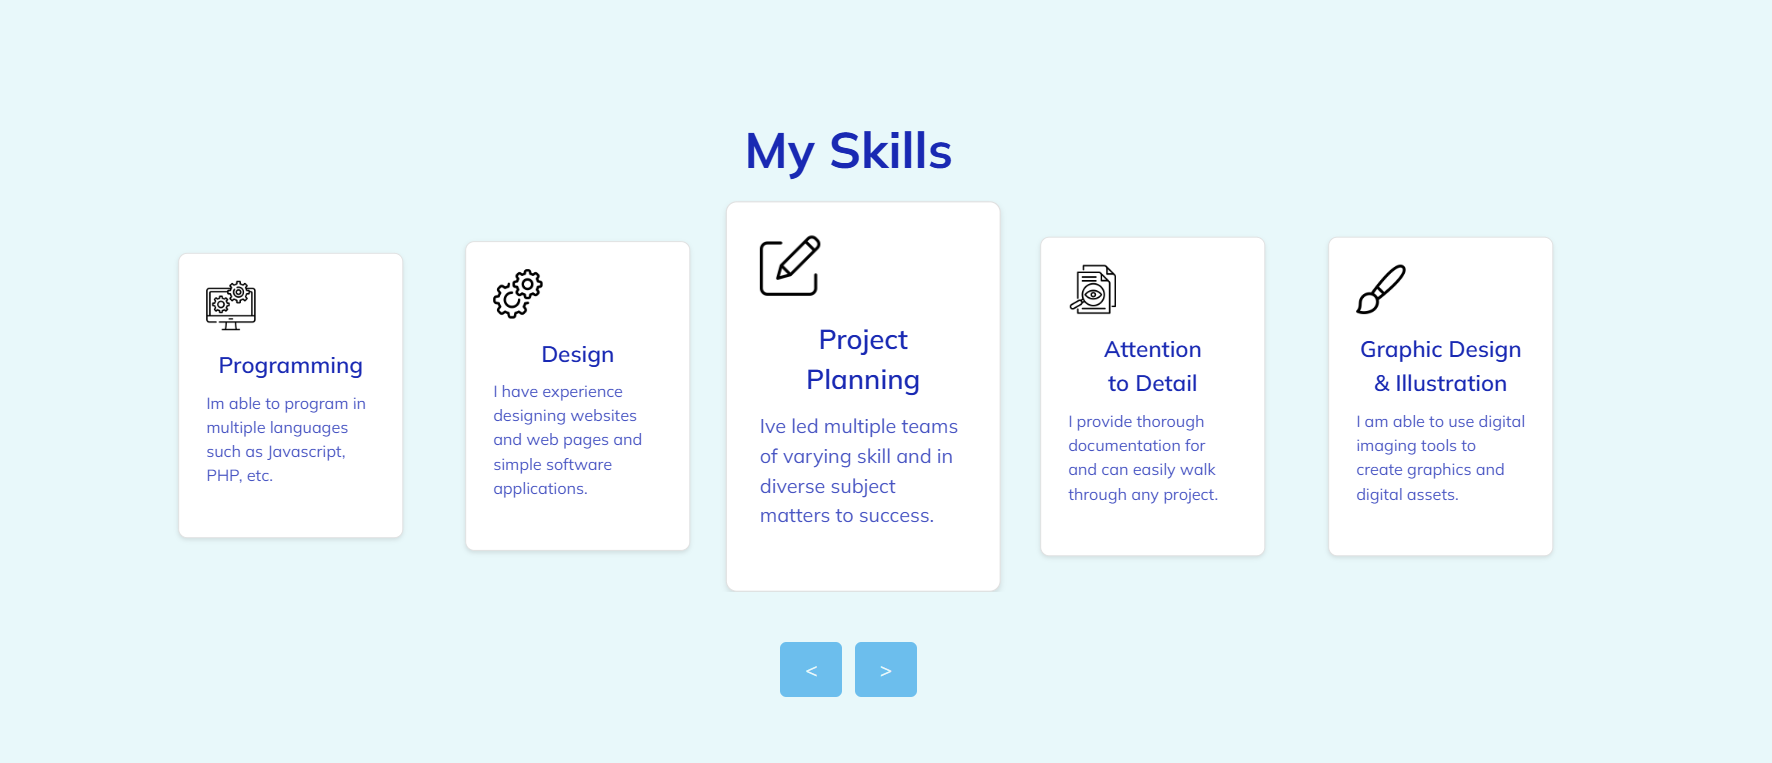 My Skills
Programming
Im able to program in
multiple languages
such as Javascript,
PHP, etc.
Design
I have experience
designing websites
and web pages and
simple software
applications.
Project
Planning
Ive led multiple teams
of varying skill and in
diverse subject
matters to success.
Attention
to Detail
I provide thorough
documentation for
and can easily walk
through any project.
Graphic Design
& Illustration
I am able to use digital
imaging tools to
create graphics and
digital assets.
< >